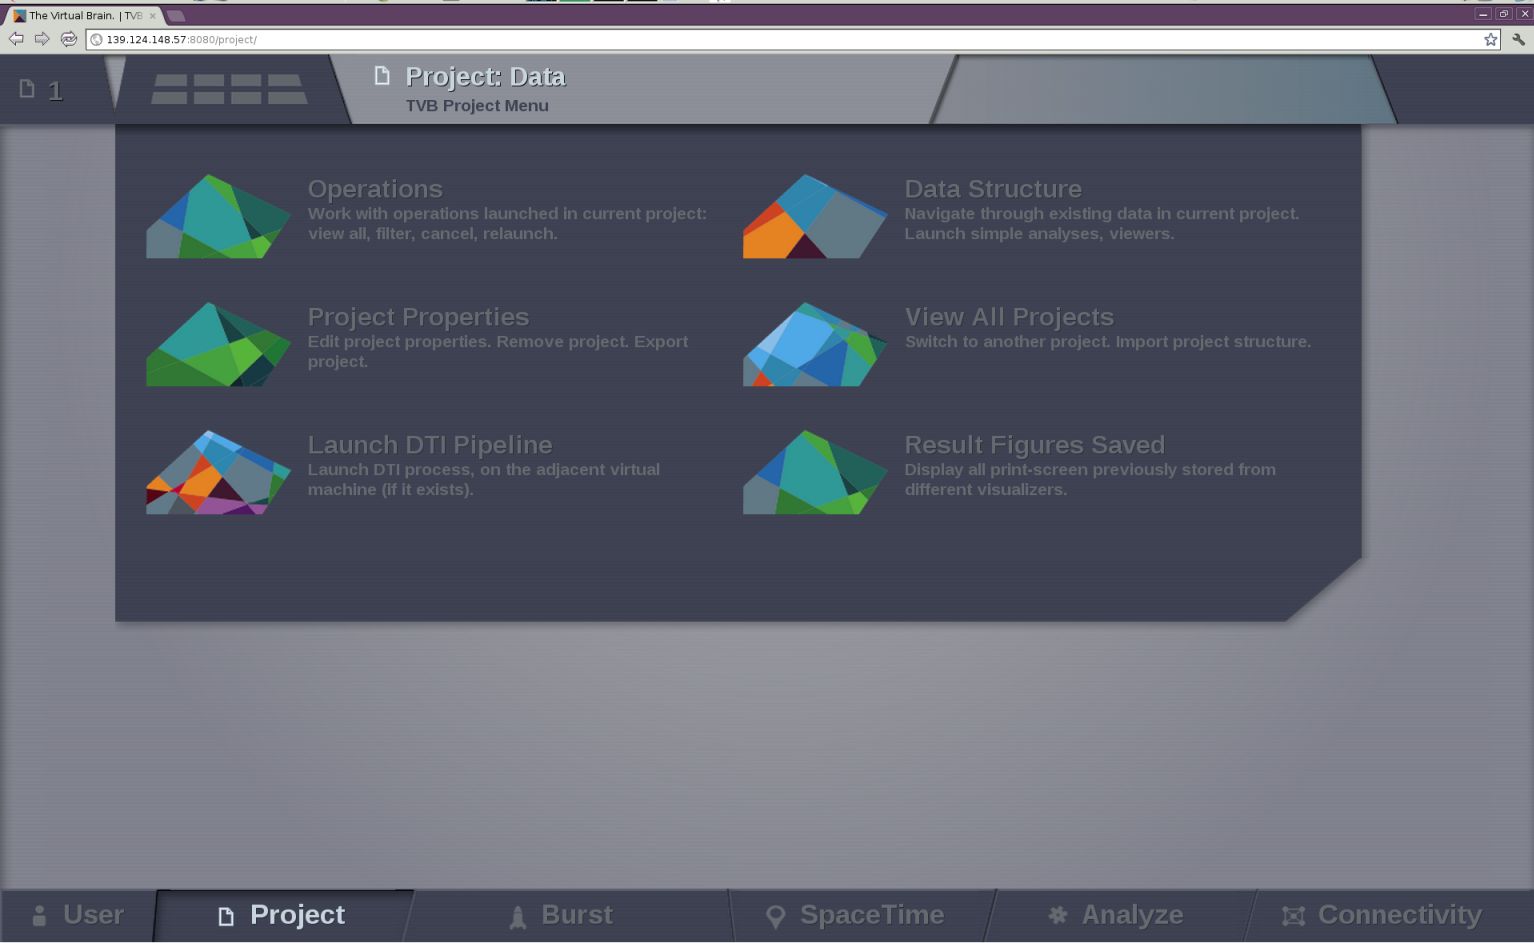 The Virtual Brain. | TVB
139.124.148.57:8080/project/
1
Project: Data
TVB Project Menu
Operations
Work with operations launched in current project:
view all, filter, cancel, relaunch.
Data Structure
Navigate through existing data in current project.
Launch simple analyses, viewers.
Project Properties
Edit project properties. Remove project. Export
project.
View All Projects
Switch to another project. Import project structure.
Launch DTI Pipeline
Launch DTI process, on the adjacent virtual
machine (if it exists).
Result Figures Saved
Display all print-screen previously stored from
different visualizers.
User
Project
Burst
SpaceTime
Analyze
Connectivity